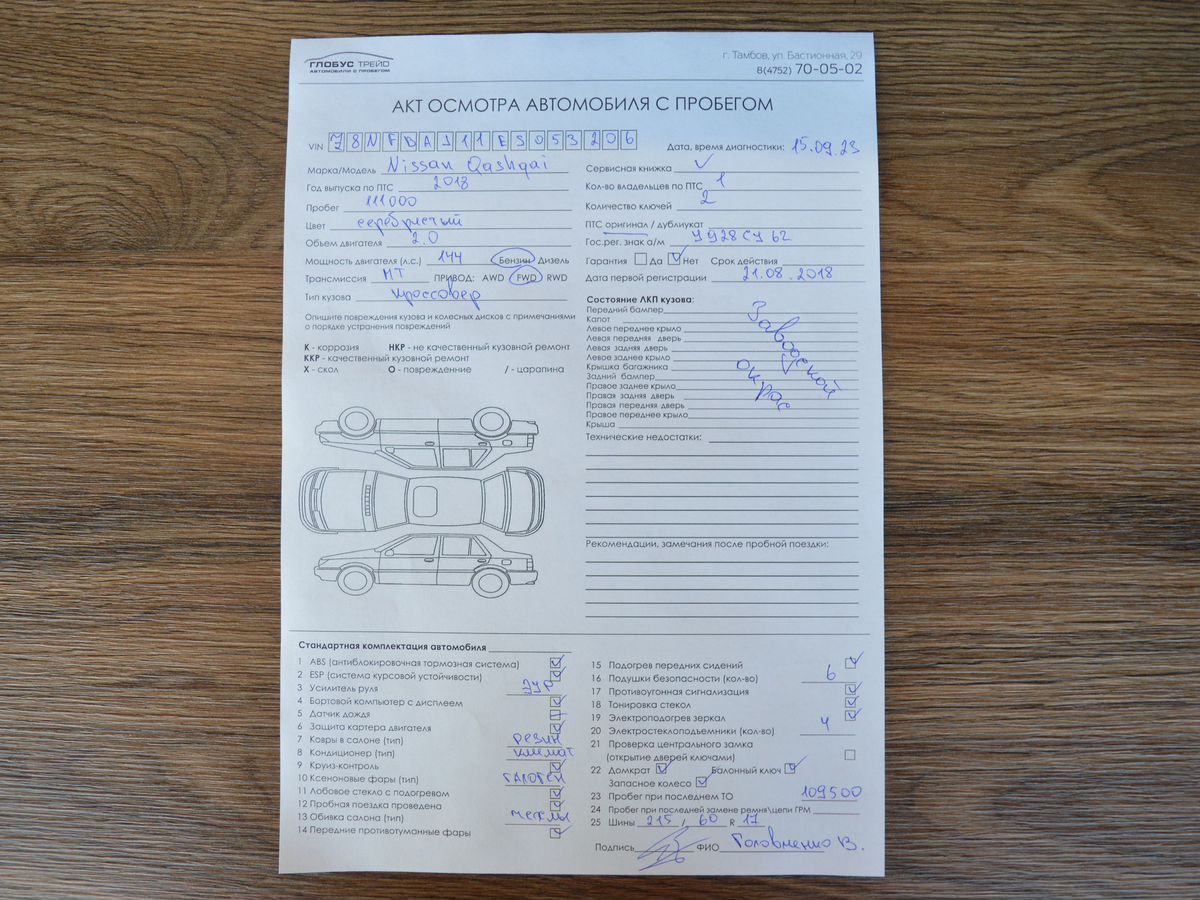 ГЛОБУС ТРЕЙД
АВТОМОБИЛИ С ПРОБЕГОМ
г. Тамбов, ул. Бастионная, 29
8(4752) 70-05-02
АКТ ОСМОТРА АВТОМОБИЛЯ С ПРОБЕГОМ
VIN Z8NFDAJ11ES053206
Дата, время диагностики: 15.09.23
Марка/Модель Nissan Qashqai
Год выпуска по ПТС 2018
Пробег 111000
Цвет серебристый
Объем двигателя 2.0
Мощность двигателя (л.с.) 144 Бензин Дизель
Трансмиссия МТ ПРИВОД: AWD FWD RWD
Тип кузова кроссовер
Сервисная книжка
Кол-во владельцев по ПТС 1
Количество ключей 2
ПТС оригинал / дубликат
Гос.рег. знак а/м У928СУ 62
Гарантия Да Нет Срок действия
Дата первой регистрации 21.08.2018
Опишите повреждения кузова и колесных дисков с примечаниями
о порядке устранения повреждений
К - коррозия НКР - не качественный кузовной ремонт
ККР - качественный кузовной ремонт
Х - скол О - повреждение / - царапина
Состояние ЛКП кузова:
Передний бампер
Капот
Левое переднее крыло
Левая передняя дверь
Левая задняя дверь
Левое заднее крыло
Крышка багажника
Задний бампер
Правое заднее крыло
Правая задняя дверь
Правая передняя дверь
Правое переднее крыло
Крыша
Заводской
окрас
Технические недостатки:
Рекомендации, замечания после пробной поездки:
Стандартная комплектация автомобиля
1 ABS (антиблокировочная тормозная система)
2 ESP (система курсовой устойчивости)
3 Усилитель руля ЭУР
4 Бортовой компьютер с дисплеем
5 Датчик дождя
6 Защита картера двигателя
7 Ковры в салоне (тип) резин
8 Кондиционер (тип) климат
9 Круиз-контроль
10 Ксеноновые фары (тип) галоген
11 Лобовое стекло с подогревом
12 Пробная поездка проведена
13 Обивка салона (тип) чехлы
14 Передние противотуманные фары
15 Подогрев передних сидений
16 Подушки безопасности (кол-во) 6
17 Противоугонная сигнализация
18 Тонировка стекол
19 Электроподогрев зеркал
20 Электростеклоподъемники (кол-во) 4
21 Проверка центрального замка
(открытие дверей ключами)
22 Домкрат Балонный ключ
Запасное колесо
23 Пробег при последнем ТО 109500
24 Пробег при последней замене ремня\цепи ГРМ
25 Шины 215 / 60 R 17
Подпись ФИО Головченко В.